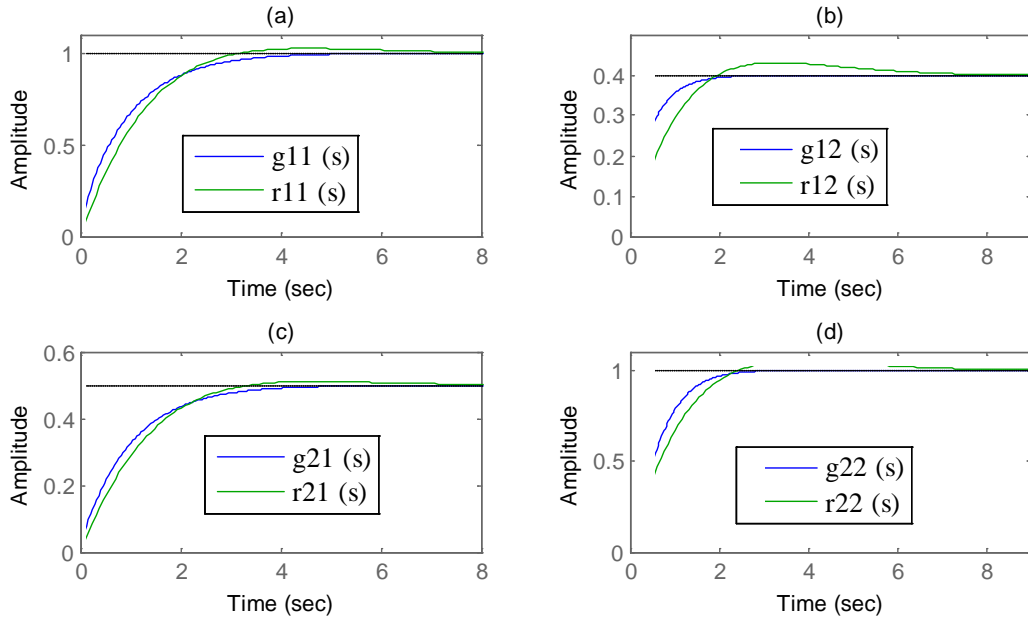 (a)
Amplitude
1
0.5
0
g11 (s)
r11 (s)
0 2 4 6 8
Time (sec)
(b)
Amplitude
0.4
0.3
0.2
0.1
0
g12 (s)
r12 (s)
0 2 4 6 8
Time (sec)
(c)
Amplitude
0.6
0.4
0.2
0
g21 (s)
r21 (s)
0 2 4 6 8
Time (sec)
(d)
Amplitude
1
0.5
0
g22 (s)
r22 (s)
0 2 4 6 8
Time (sec)